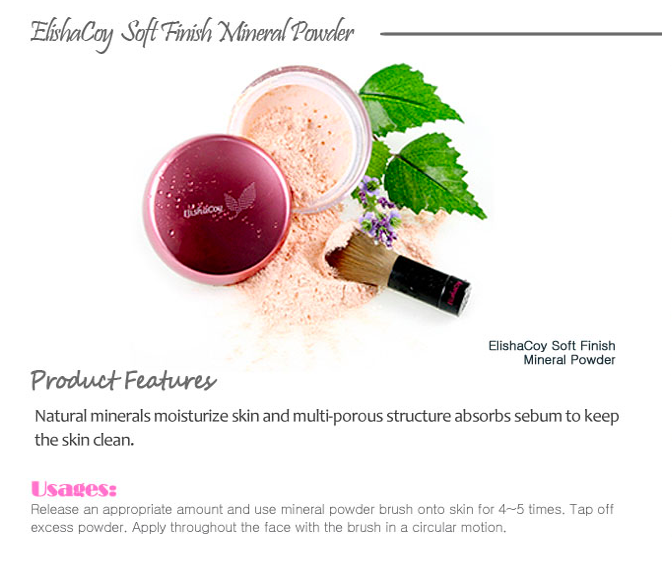 ElishaCoy Soft Finish Mineral Powder
ElishaCoy
ElishaCoy
ElishaCoy Soft Finish
Mineral Powder
Product Features
Natural minerals moisturize skin and multi-porous structure absorbs sebum to keep
the skin clean.
Usages:
Release an appropriate amount and use mineral powder brush onto skin for 4~5 times. Tap off
excess powder. Apply throughout the face with the brush in a circular motion.